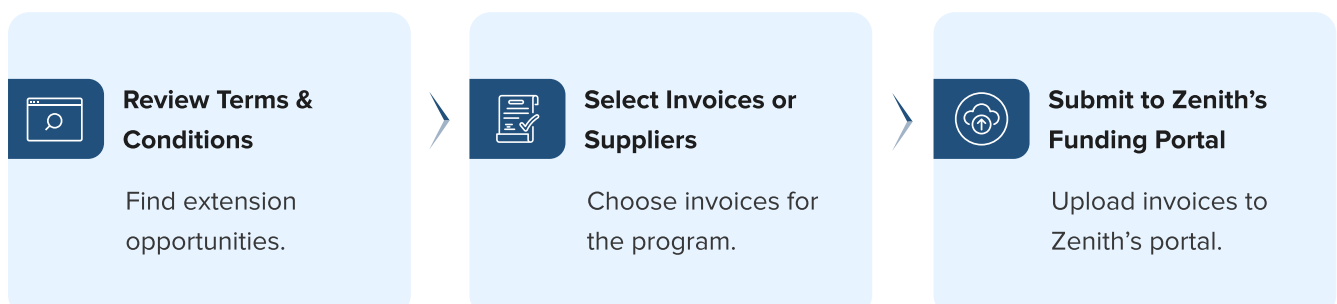 Review Terms &
Conditions
Find extension
opportunities.
Select Invoices or
Suppliers
Choose invoices for
the program.
Submit to Zenith’s
Funding Portal
Upload invoices to
Zenith’s portal.